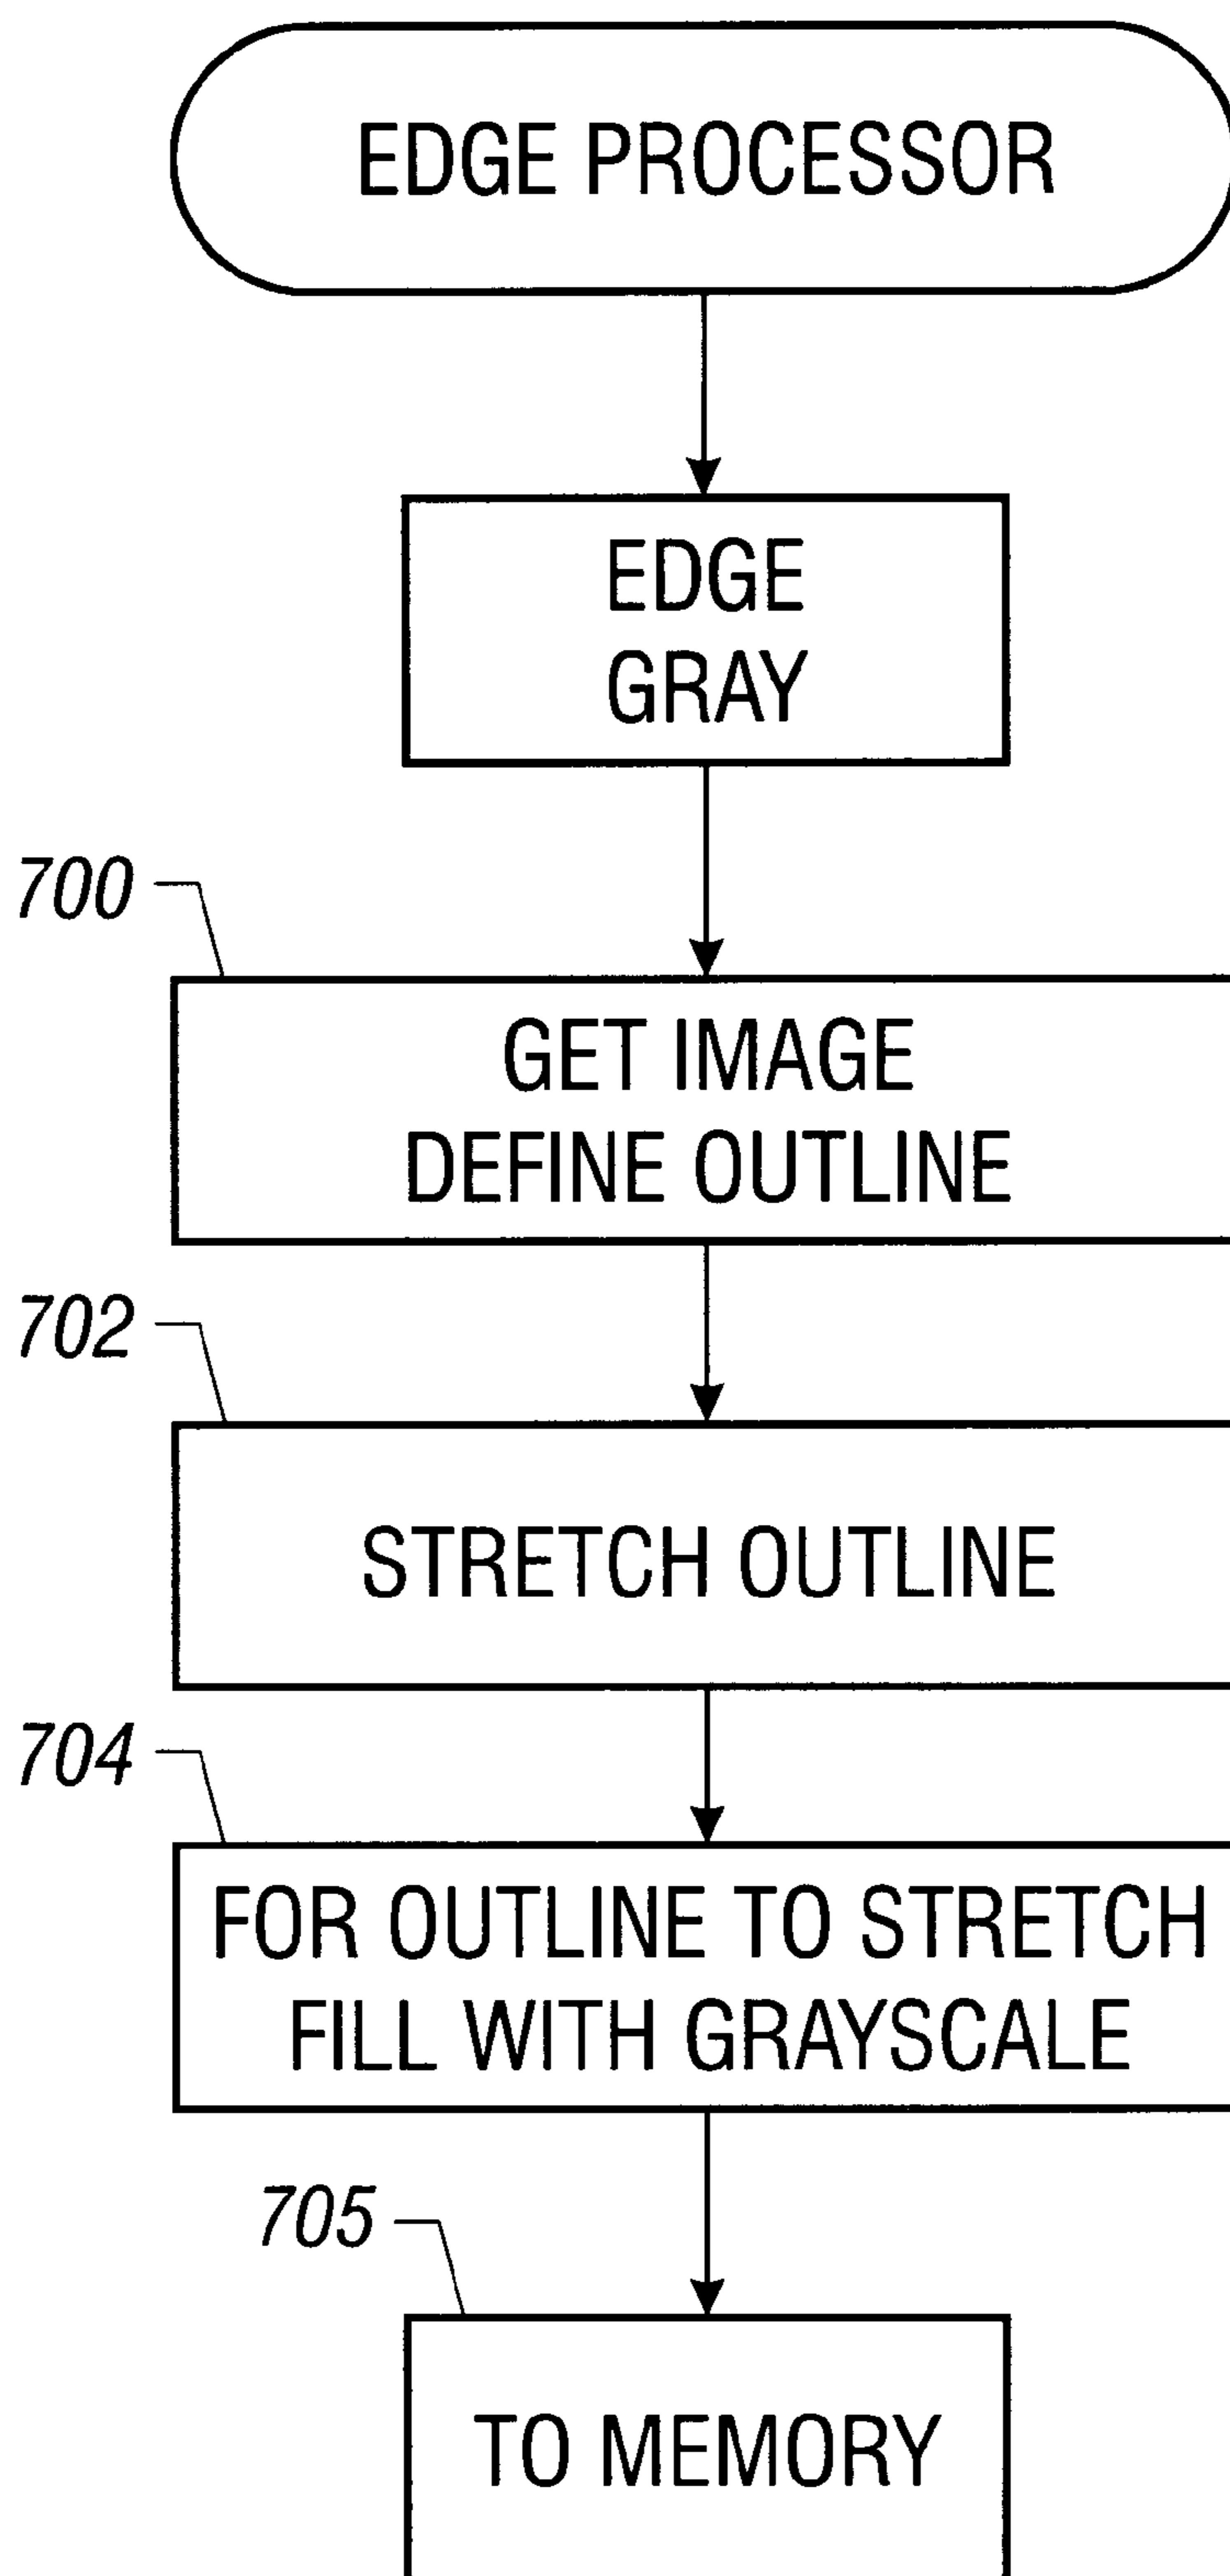 EDGE PROCESSOR
EDGE
GRAY
700
GET IMAGE
DEFINE OUTLINE
702
STRETCH OUTLINE
704
FOR OUTLINE TO STRETCH
FILL WITH GRAYSCALE
705
TO MEMORY